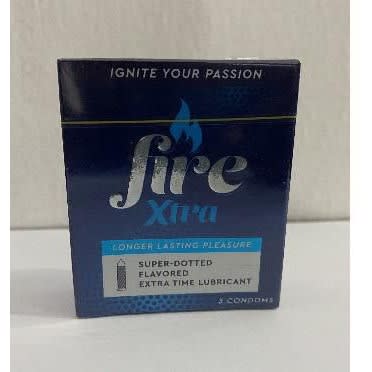 IGNITE YOUR PASSION
fire
Xtra
LONGER LASTING PLEASURE
SUPER-DOTTED
FLAVORED
EXTRA TIME LUBRICANT
3 CONDOMS